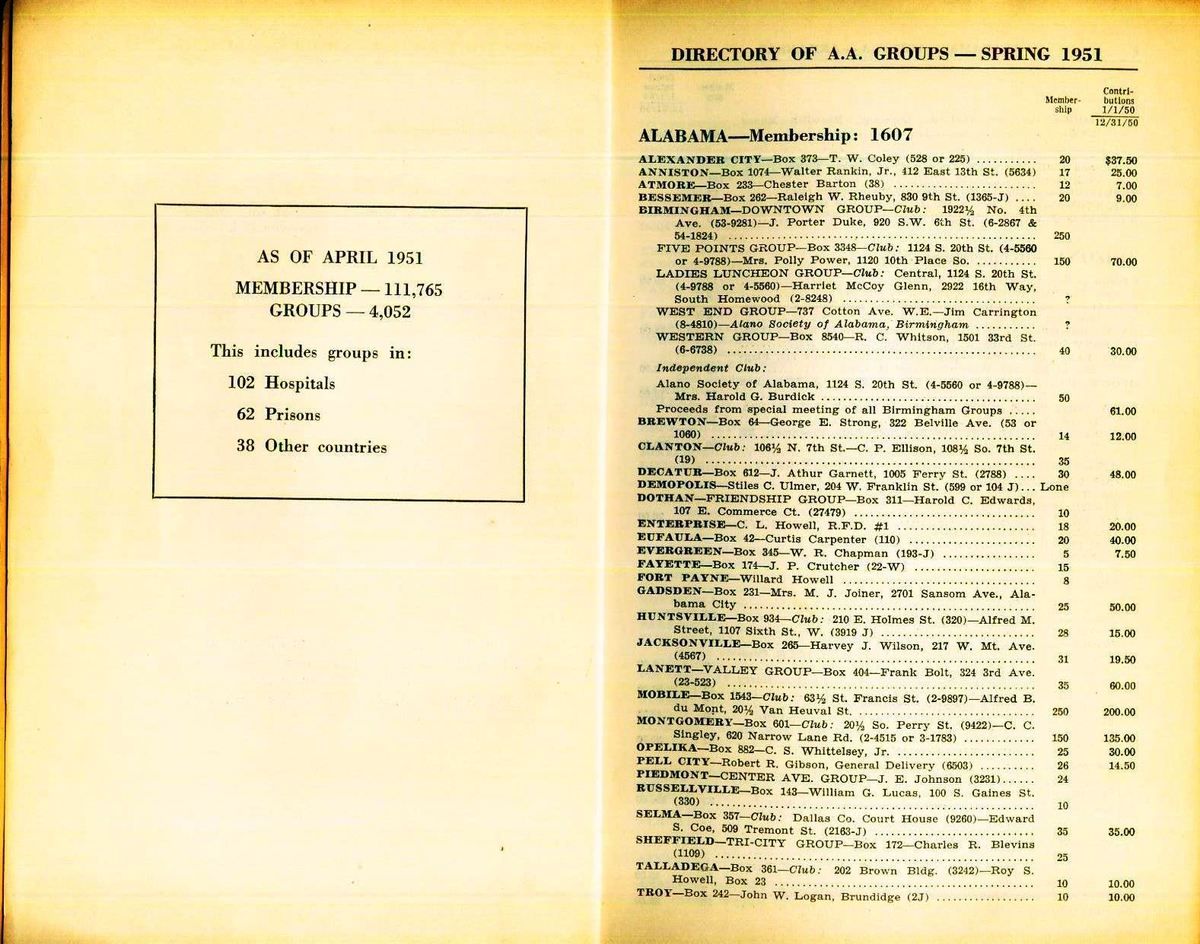 AS OF APRIL 1951
MEMBERSHIP — 111,765
GROUPS — 4,052
This includes groups in:
102 Hospitals
62 Prisons
38 Other countries
DIRECTORY OF A.A. GROUPS — SPRING 1951
Member-
ship
Contri-
butions
1/1/50
12/31/50
ALABAMA—Membership: 1607
ALEXANDER CITY—Box 373—T. W. Coley (528 or 225) ........... 20 $37.50
ANNISTON—Box 1074—Walter Rankin, Jr., 412 East 13th St. (5634) 17 25.00
ATMORE—Box 233—Chester Barton (38) ........................ 12 7.00
BESSEMER—Box 262—Raleigh W. Rheuby, 830 9th St. (1365-J) .... 20 9.00
BIRMINGHAM—DOWNTOWN GROUP—Club: 1922½ No. 4th
Ave. (53-9281)—J. Porter Duke, 920 S.W. 6th St. (6-2867 &
54-1824) .................................................. 250
FIVE POINTS GROUP—Box 3348—Club: 1124 S. 20th St. (4-5560
or 4-9788)—Mrs. Polly Power, 1120 10th Place So. ........... 150 70.00
LADIES LUNCHEON GROUP—Club: Central, 1124 S. 20th St.
(4-9788 or 4-5560)—Harriet McCoy Glenn, 2922 16th Way,
South Homewood (2-8248) ................................... ?
WEST END GROUP—737 Cotton Ave. W.E.—Jim Carrington
(8-4810)—Alano Society of Alabama, Birmingham ........... ?
WESTERN GROUP—Box 8540—R. C. Whitson, 1501 33rd St.
(6-6738) .................................................. 40 30.00
Independent Club:
Alano Society of Alabama, 1124 S. 20th St. (4-5560 or 4-9788)—
Mrs. Harold G. Burdick ..................................... 50
Proceeds from special meeting of all Birmingham Groups ..... 61.00
BREWTON—Box 64—George E. Strong, 322 Belville Ave. (53 or
1060) ..................................................... 14 12.00
CLANTON—Club: 106½ N. 7th St.—C. P. Ellison, 108½ So. 7th St.
(19) ...................................................... 35
DECATUR—Box 612—J. Athur Garnett, 1005 Ferry St. (2788) .... 30 48.00
DEMOPOLIS—Stiles C. Ulmer, 204 W. Franklin St. (599 or 104 J)... Lone
DOTHAN—FRIENDSHIP GROUP—Box 311—Harold C. Edwards,
107 E. Commerce Ct. (27479) ............................... 10
ENTERPRISE—C. L. Howell, R.F.D. #1 ....................... 18 20.00
EUFAULA—Box 42—Curtis Carpenter (110) ..................... 20 40.00
EVERGREEN—Box 345—W. R. Chapman (193-J) ................ 5 7.50
FAYETTE—Box 174—J. P. Crutcher (22-W) .................... 15
FORT PAYNE—Willard Howell ................................ 8
GADSDEN—Box 231—Mrs. M. J. Joiner, 2701 Sansom Ave., Ala-
bama City ................................................. 25 50.00
HUNTSVILLE—Box 934—Club: 210 E. Holmes St. (320)—Alfred M.
Street, 1107 Sixth St., W. (3919 J) .......................... 28 15.00
JACKSONVILLE—Box 265—Harvey J. Wilson, 217 W. Mt. Ave.
(4567) .................................................... 31 19.50
LANETT—VALLEY GROUP—Box 404—Frank Bolt, 324 3rd Ave.
(23-523) .................................................. 35 60.00
MOBILE—Box 1543—Club: 63½ St. Francis St. (2-9897)—Alfred B.
du Mont, 20½ Van Heuval St. ............................... 250 200.00
MONTGOMERY—Box 601—Club: 20½ So. Perry St. (9422)—C. C.
Singley, 620 Narrow Lane Rd. (2-4515 or 3-1783) ............ 150 135.00
OPELIKA—Box 882—C. S. Whittelsey, Jr. ...................... 25 30.00
PELL CITY—Robert R. Gibson, General Delivery (6503) .......... 26 14.50
PIEDMONT—CENTER AVE. GROUP—J. E. Johnson (3231)...... 24
RUSSELLVILLE—Box 143—William G. Lucas, 100 S. Gaines St.
(330) ..................................................... 10
SELMA—Box 357—Club: Dallas Co. Court House (9260)—Edward
S. Coe, 509 Tremont St. (2163-J) ............................ 35 35.00
SHEFFIELD—TRI-CITY GROUP—Box 172—Charles R. Blevins
(1109) .................................................... 25
TALLADEGA—Box 361—Club: 202 Brown Bldg. (3242)—Roy S.
Howell, Box 23 ............................................ 10 10.00
TROY—Box 242—John W. Logan, Brundidge (2J) ................ 10 10.00